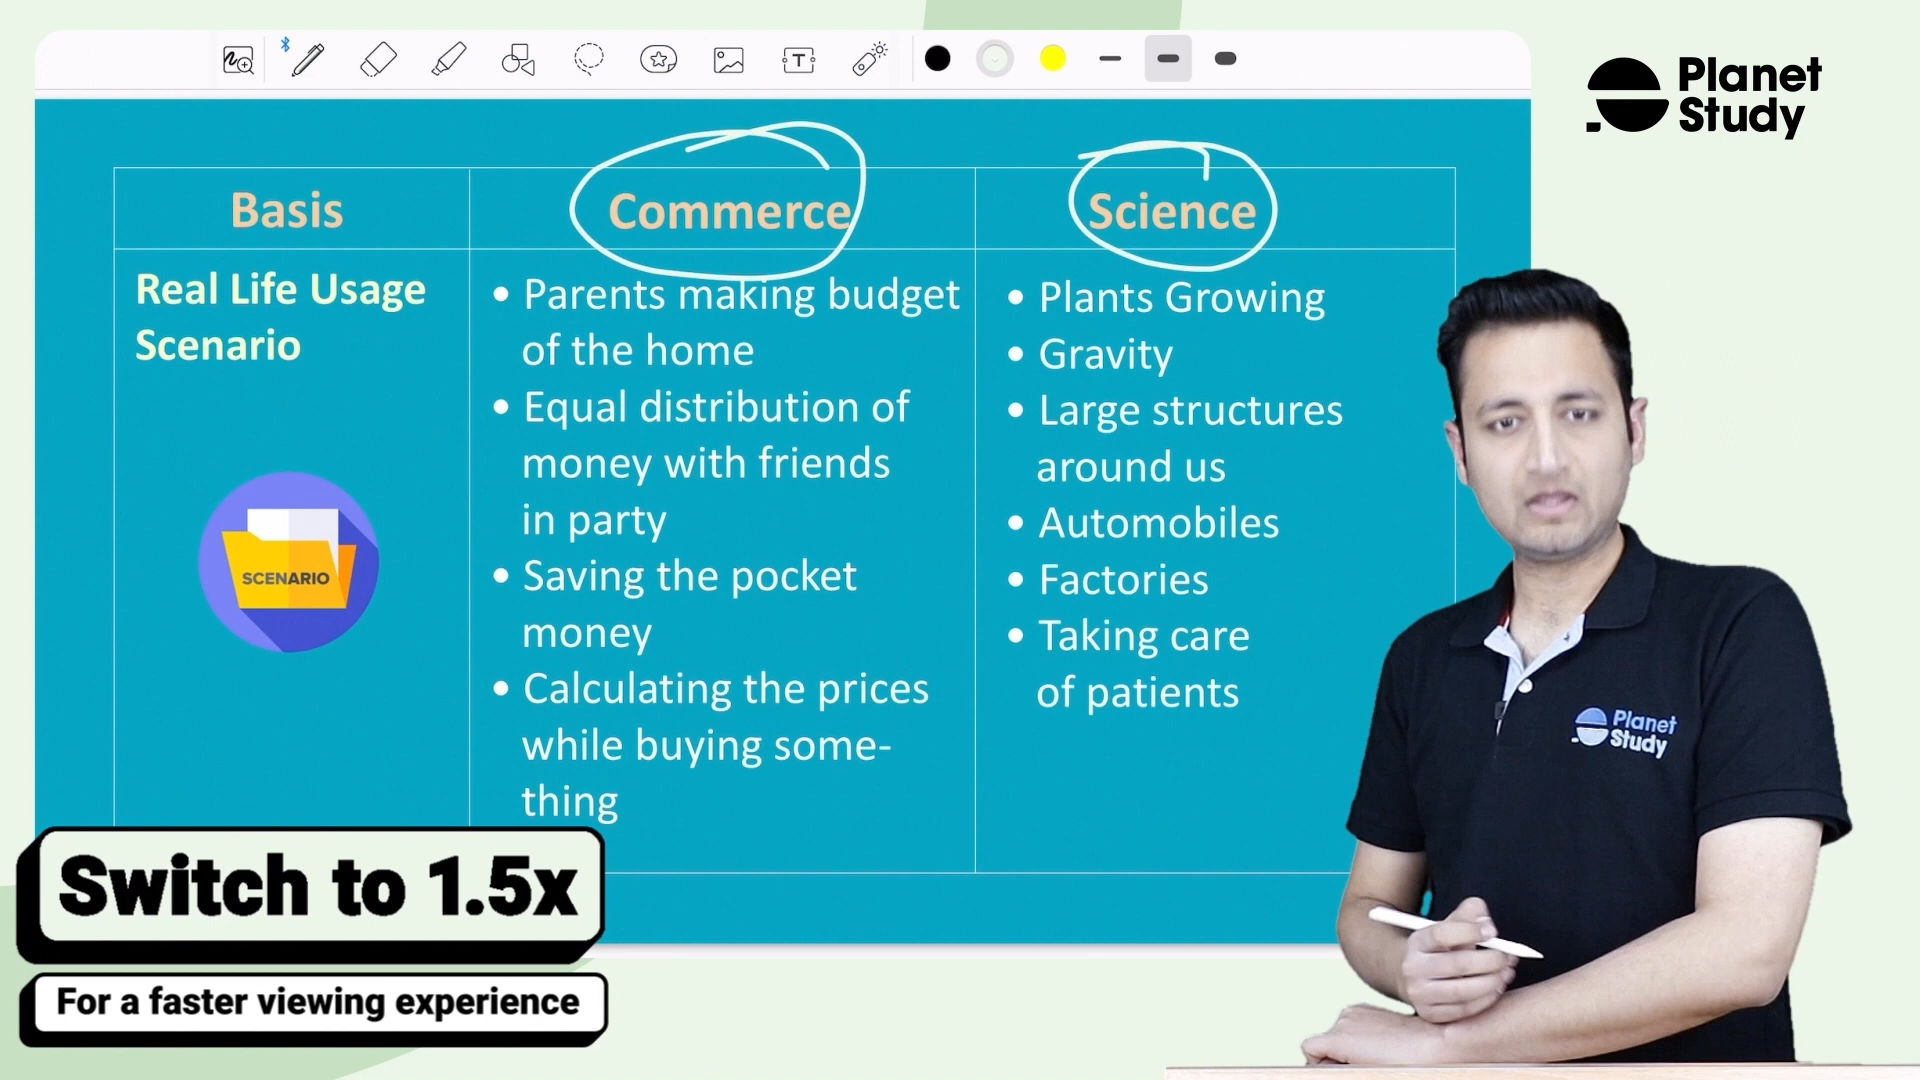 Planet
Study
Basis
Commerce
Science
Real Life Usage
Scenario
SCENARIO
• Parents making budget
of the home
• Equal distribution of
money with friends
in party
• Saving the pocket
money
• Calculating the prices
while buying some-
thing
• Plants Growing
• Gravity
• Large structures
around us
• Automobiles
• Factories
• Taking care
of patients
Planet
Study
Switch to 1.5x
For a faster viewing experience